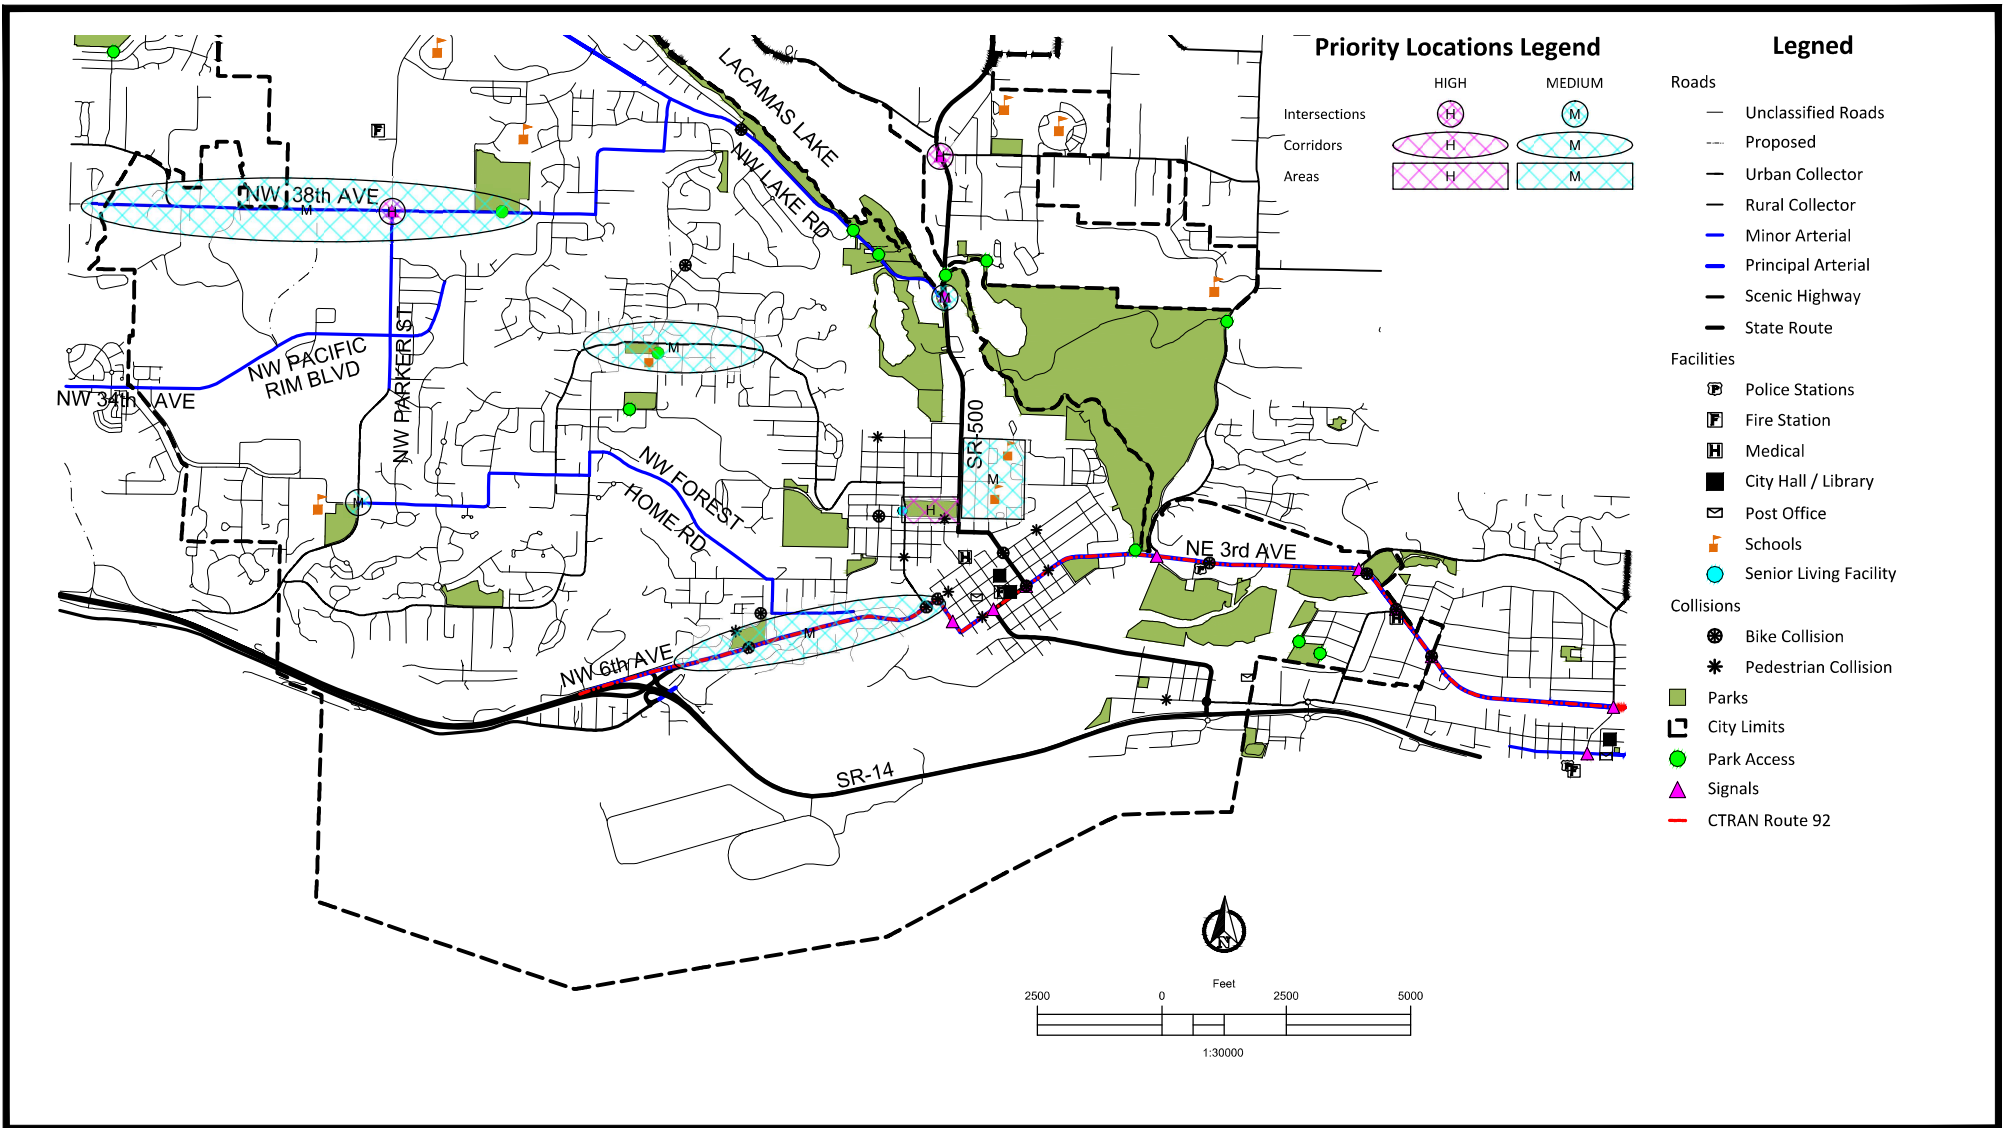 Priority Locations Legend
HIGH
MEDIUM
Intersections
H
M
Corridors
H
M
Areas
H
M
Legned
Roads
Unclassified Roads
Proposed
Urban Collector
Rural Collector
Minor Arterial
Principal Arterial
Scenic Highway
State Route
Facilities
P
Police Stations
F
Fire Station
H
Medical
City Hall / Library
Post Office
Schools
Senior Living Facility
Collisions
Bike Collision
Pedestrian Collision
Parks
City Limits
Park Access
Signals
CTRAN Route 92
LACAMAS LAKE
NW LAKE RD
F
H
NW 38th AVE
M
H
M
M
NW PACIFIC
RIM BLVD
NW PARKER ST
NW 34th AVE
SR-500
M
M
H
NW FOREST
HOME RD
H
NE 3rd AVE
P
F
H
M
NW 6th AVE
SR-14
P
F
N
Feet
2500
0
2500
5000
1:30000